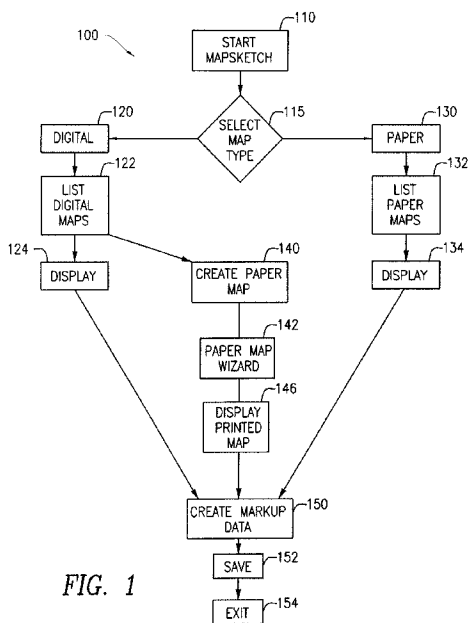 100
110
START
MAPSKETCH
120
115
130
DIGITAL
SELECT
MAP
TYPE
PAPER
122
132
LIST
DIGITAL
MAPS
LIST
PAPER
MAPS
124
140
134
DISPLAY
CREATE PAPER
MAP
DISPLAY
142
PAPER MAP
WIZARD
146
DISPLAY
PRINTED
MAP
150
CREATE MARKUP
DATA
152
SAVE
FIG. 1
154
EXIT